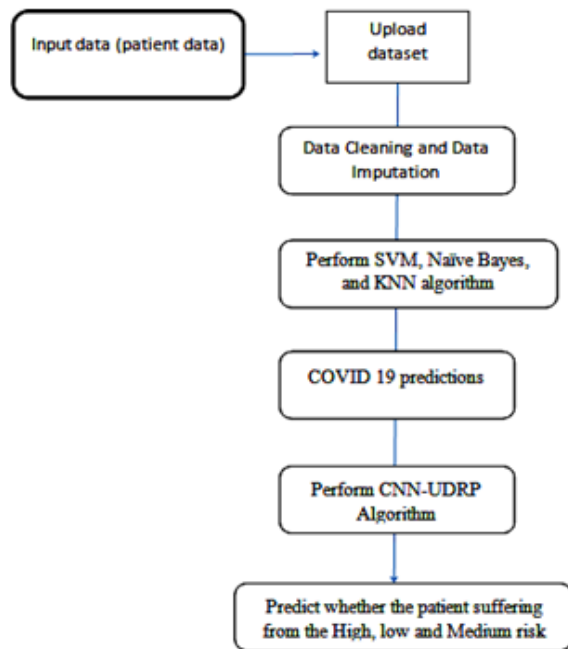 Input data (patient data)
Upload
dataset
Data Cleaning and Data
Imputation
Perform SVM, Naïve Bayes,
and KNN algorithm
COVID 19 predictions
Perform CNN-UDRP
Algorithm
Predict whether the patient suffering
from the High, low and Medium risk